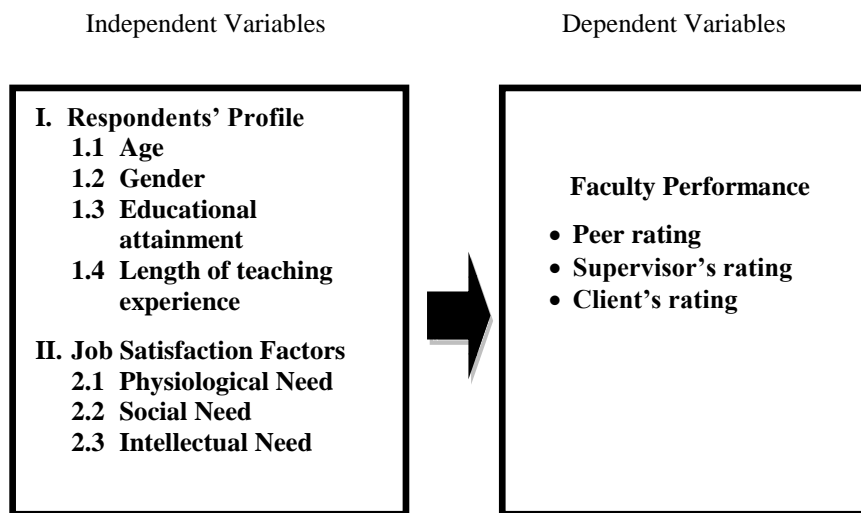 Independent Variables
Dependent Variables
I. Respondents’ Profile
1.1 Age
1.2 Gender
1.3 Educational
attainment
1.4 Length of teaching
experience
II. Job Satisfaction Factors
2.1 Physiological Need
2.2 Social Need
2.3 Intellectual Need
Faculty Performance
• Peer rating
• Supervisor’s rating
• Client’s rating